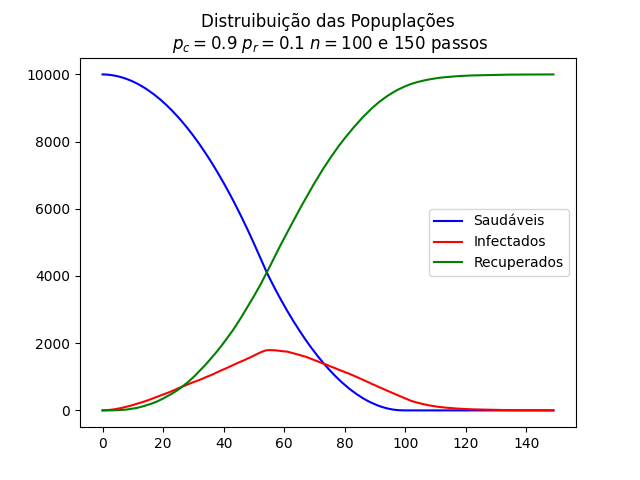 Distruibuição das Popuplações
$p_c = 0.9$ $p_r = 0.1$ $n = 100$ e 150 passos
10000
8000
6000
4000
2000
0
Saudáveis
Infectados
Recuperados
0 20 40 60 80 100 120 140